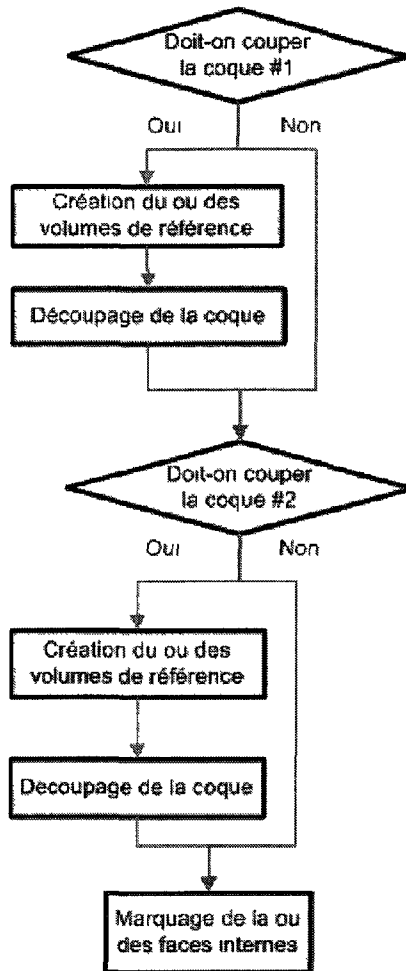 Doit-on couper
la coque #1
Oui Non
Création du ou des
volumes de référence
Découpage de la coque
Doit-on couper
la coque #2
Oui Non
Création du ou des
volumes de référence
Decoupage de la coque
Marquage de la ou
des faces internes